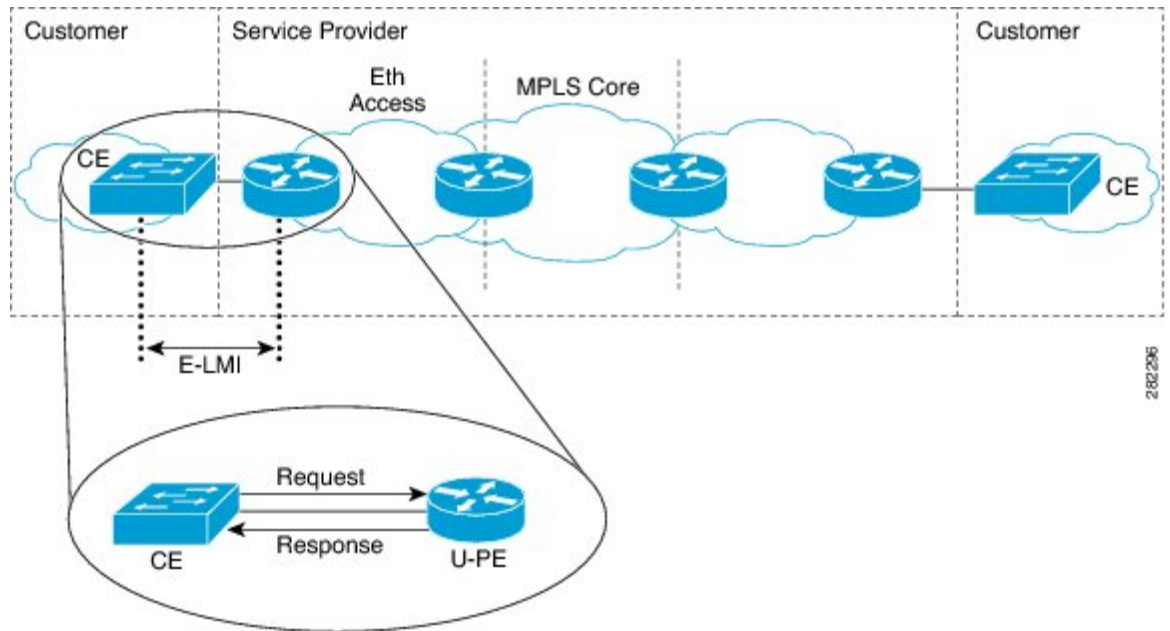 Customer
Service Provider
Customer
Eth
Access
MPLS Core
CE
CE
E-LMI
282296
Request
Response
CE
U-PE